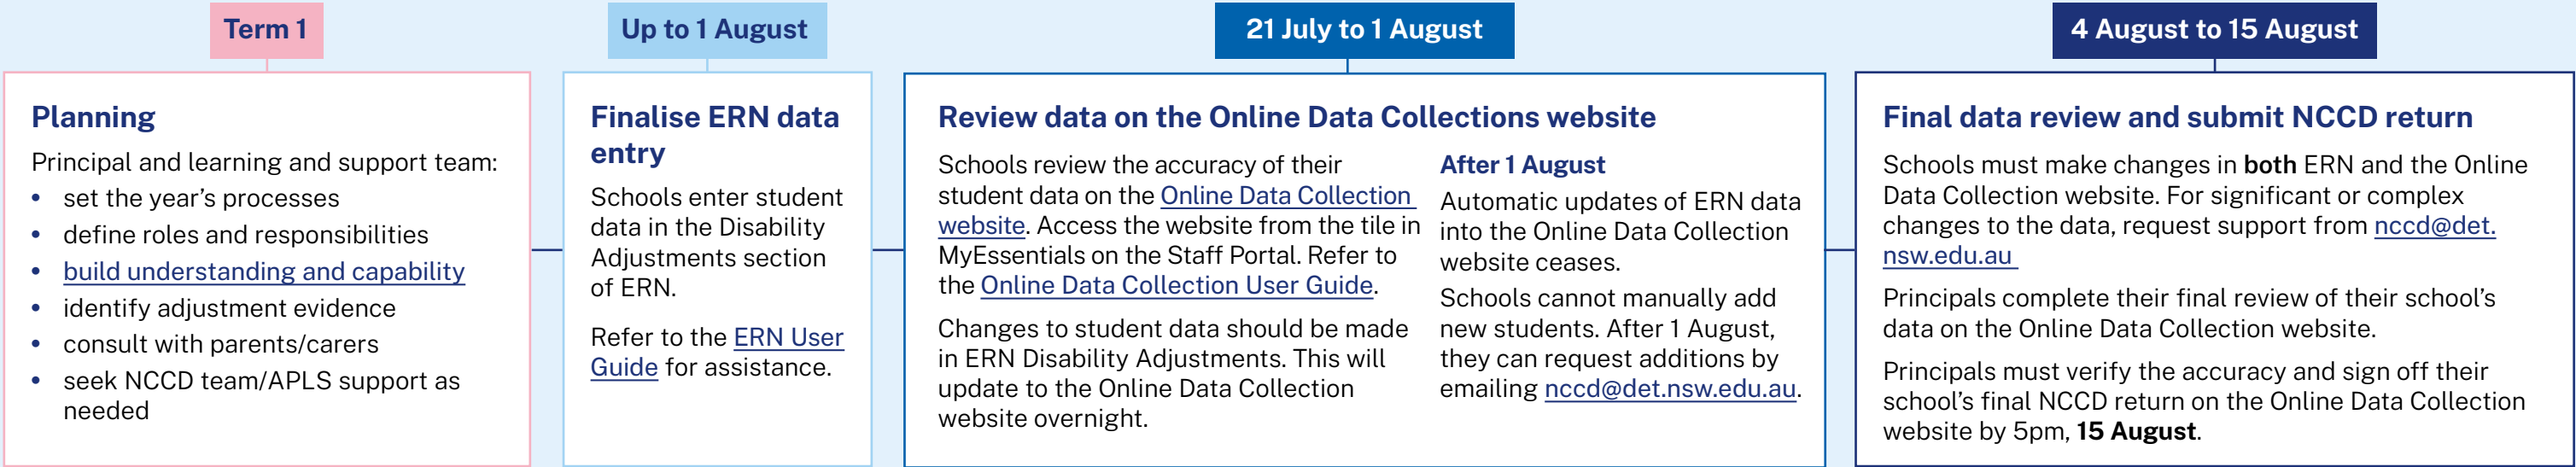 Term 1
Planning
Principal and learning and support team:
• set the year's processes
• define roles and responsibilities
• build understanding and capability
• identify adjustment evidence
• consult with parents/carers
• seek NCCD team/APLS support as
needed
Up to 1 August
Finalise ERN data
entry
Schools enter student
data in the Disability
Adjustments section
of ERN.
Refer to the ERN User
Guide for assistance.
21 July to 1 August
Review data on the Online Data Collections website
Schools review the accuracy of their
student data on the Online Data Collection
website. Access the website from the tile in
MyEssentials on the Staff Portal. Refer to
the Online Data Collection User Guide.
Changes to student data should be made
in ERN Disability Adjustments. This will
update to the Online Data Collection
website overnight.
After 1 August
Automatic updates of ERN data
into the Online Data Collection
website ceases.
Schools cannot manually add
new students. After 1 August,
they can request additions by
emailing nccd@det.nsw.edu.au.
4 August to 15 August
Final data review and submit NCCD return
Schools must make changes in both ERN and the Online
Data Collection website. For significant or complex
changes to the data, request support from nccd@det.
nsw.edu.au
Principals complete their final review of their school's
data on the Online Data Collection website.
Principals must verify the accuracy and sign off their
school's final NCCD return on the Online Data Collection
website by 5pm, 15 August.